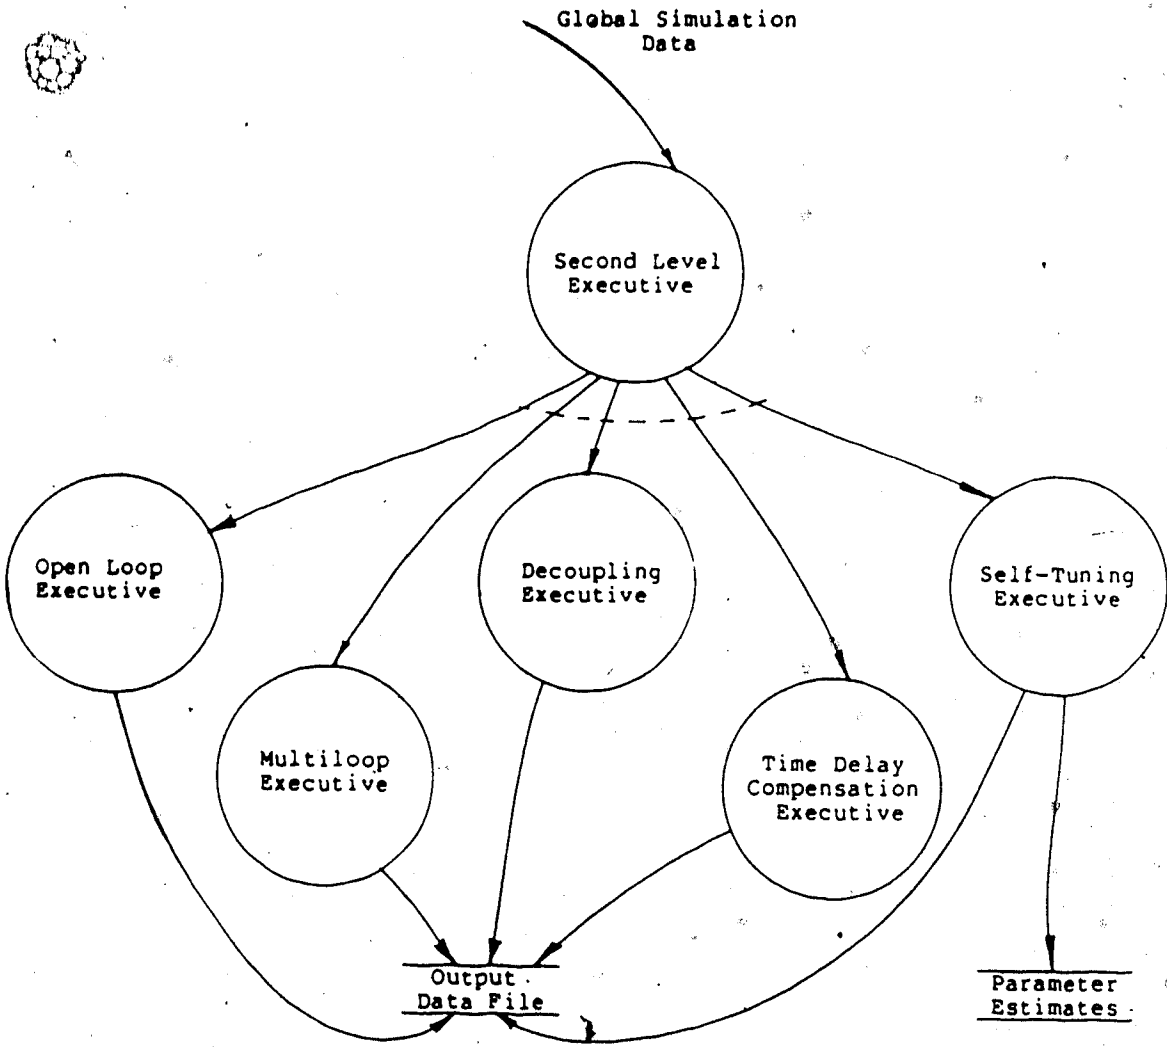 Global Simulation
Data
Second Level
Executive
Open Loop
Executive
Decoupling
Executive
Self-Tuning
Executive
Multiloop
Executive
Time Delay
Compensation
Executive
Output
Data File
Parameter
Estimates